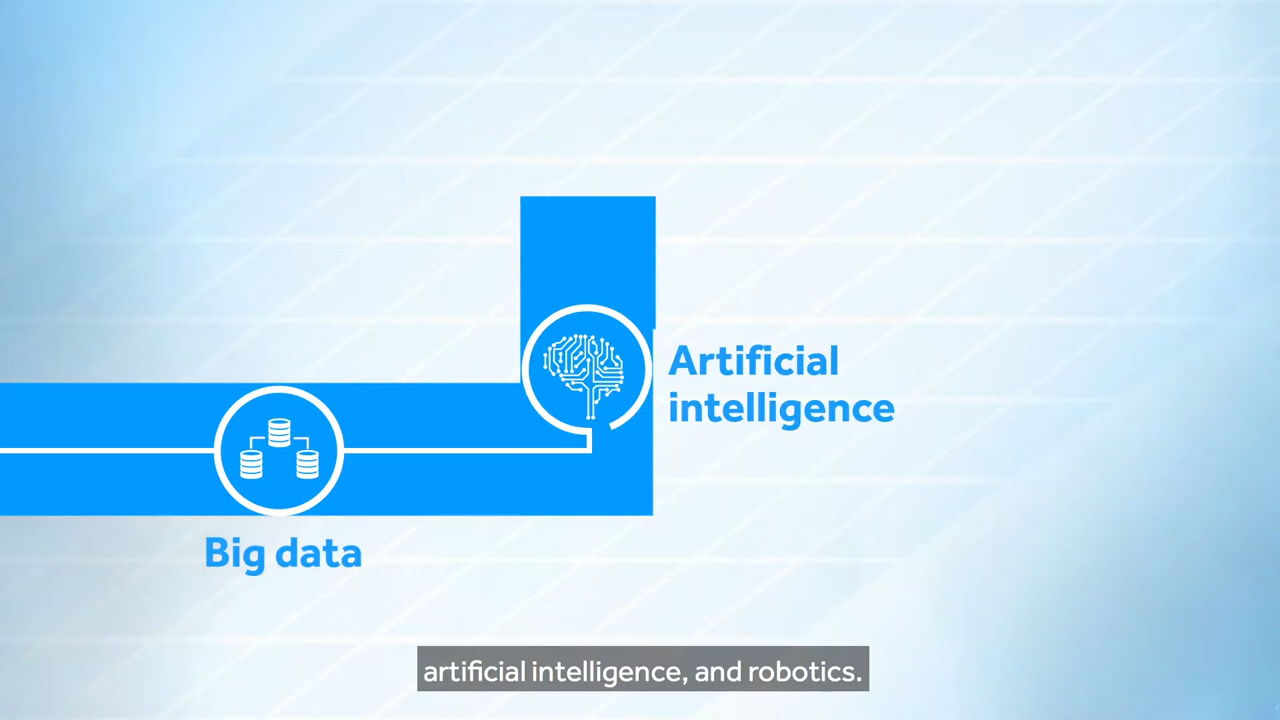 Artificial
intelligence
Big data
artificial intelligence, and robotics.